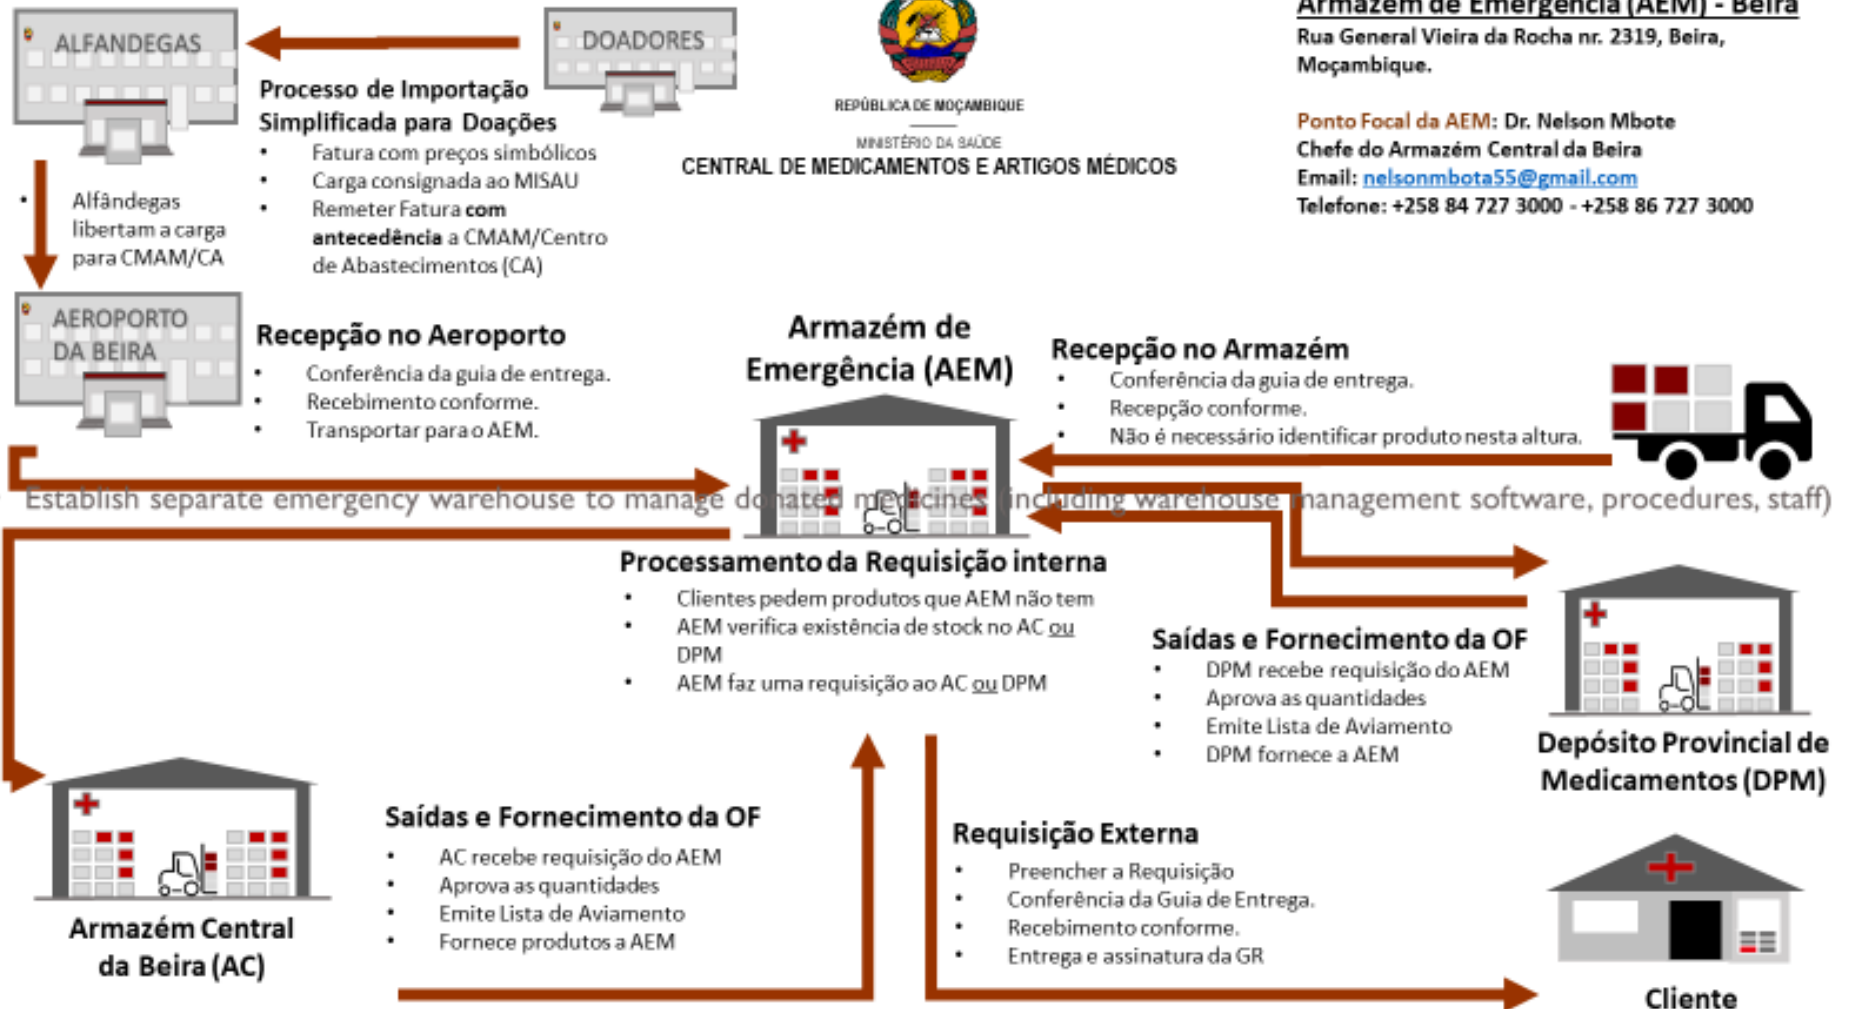 ALFANDEGAS
DOADORES
Processo de Importação
Simplificada para Doações
• Fatura com preços simbólicos
• Carga consignada ao MISAU
• Remeter Fatura com
antecedência a CMAM/Centro
de Abastecimentos (CA)
• Alfândegas
libertam a carga
para CMAM/CA
REPÚBLICA DE MOÇAMBIQUE
MINISTÉRIO DA SAÚDE
CENTRAL DE MEDICAMENTOS E ARTIGOS MÉDICOS
Armazém de Emergência (AEM) - Beira
Rua General Vieira da Rocha nr. 2319, Beira,
Moçambique.
Ponto Focal da AEM: Dr. Nelson Mbote
Chefe do Armazém Central da Beira
Email: nelsonmbota55@gmail.com
Telefone: +258 84 727 3000 - +258 86 727 3000
AEROPORTO
DA BEIRA
Recepção no Aeroporto
• Conferência da guia de entrega.
• Recebimento conforme.
• Transportar para o AEM.
Armazém de
Emergência (AEM)
Recepção no Armazém
• Conferência da guia de entrega.
• Recepção conforme.
• Não é necessário identificar produto nesta altura.
Establish separate emergency warehouse to manage donated medicines (including warehouse management software, procedures, staff)
Processamento da Requisição interna
• Clientes pedem produtos que AEM não tem
• AEM verifica existência de stock no AC ou
DPM
• AEM faz uma requisição ao AC ou DPM
Saídas e Fornecimento da OF
• DPM recebe requisição do AEM
• Aprova as quantidades
• Emite Lista de Aviamento
• DPM fornece a AEM
Depósito Provincial de
Medicamentos (DPM)
Armazém Central
da Beira (AC)
Saídas e Fornecimento da OF
• AC recebe requisição do AEM
• Aprova as quantidades
• Emite Lista de Aviamento
• Fornece produtos a AEM
Requisição Externa
• Preencher a Requisição
• Conferência da Guia de Entrega.
• Recebimento conforme.
• Entrega e assinatura da GR
Cliente